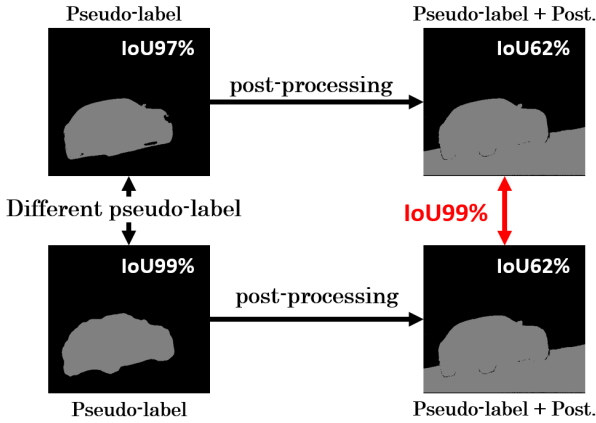 Pseudo-label
Pseudo-label + Post.
IoU97%
IoU62%
post-processing
Different pseudo-label
IoU99%
IoU99%
IoU62%
post-processing
Pseudo-label
Pseudo-label + Post.